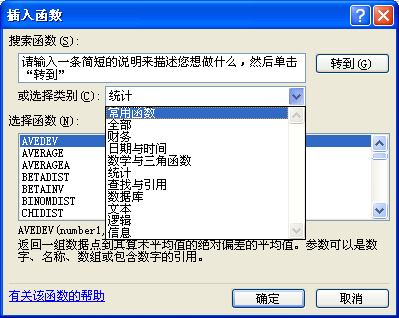 插入函数
搜索函数(S):
请输入一条简短的说明来描述您想做什么，然后单击
“转到”
转到(G)
或选择类别(C):
统计
常用函数
全部
财务
日期与时间
数学与三角函数
统计
查找与引用
数据库
文本
逻辑
信息
选择函数(N):
AVEDEV
AVERAGE
AVERAGEA
BETADIST
BETAINV
BINOMDIST
CHIDIST
AVEDEV(number1,
返回一组数据点到其算术平均值的绝对偏差的平均值。参数可以是数
字、名称、数组或包含数字的引用。
有关该函数的帮助
确定
取消